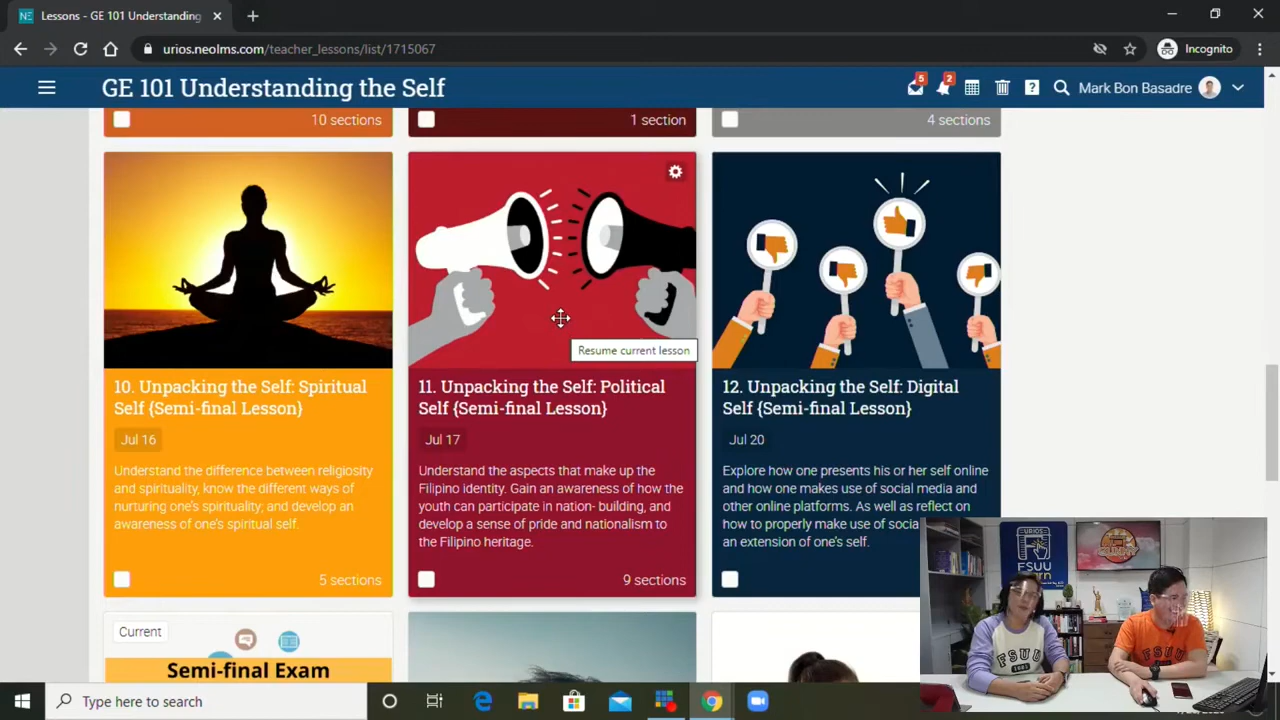 Lessons - GE 101 Understanding
urios.neolms.com/teacher_lessons/list/1715067
Incognito
GE 101 Understanding the Self
5
2
?
Mark Bon Basadre
10 sections
1 section
4 sections
Resume current lesson
10. Unpacking the Self: Spiritual
Self {Semi-final Lesson}
Jul 16
Understand the difference between religiosity
and spirituality, know the different ways of
nurturing one's spirituality; and develop an
awareness of one's spiritual self.
5 sections
11. Unpacking the Self: Political
Self {Semi-final Lesson}
Jul 17
Understand the aspects that make up the
Filipino identity. Gain an awareness of how the
youth can participate in nation- building, and
develop a sense of pride and nationalism to
the Filipino heritage.
9 sections
12. Unpacking the Self: Digital
Self {Semi-final Lesson}
Jul 20
Explore how one presents his or her self online
and how one makes use of social media and
other online platforms. As well as reflect on
how to properly make use of social
an extension of one's self.
Current
Semi-final Exam
URIOS
FSUU
FSUU
FSUU
Type here to search